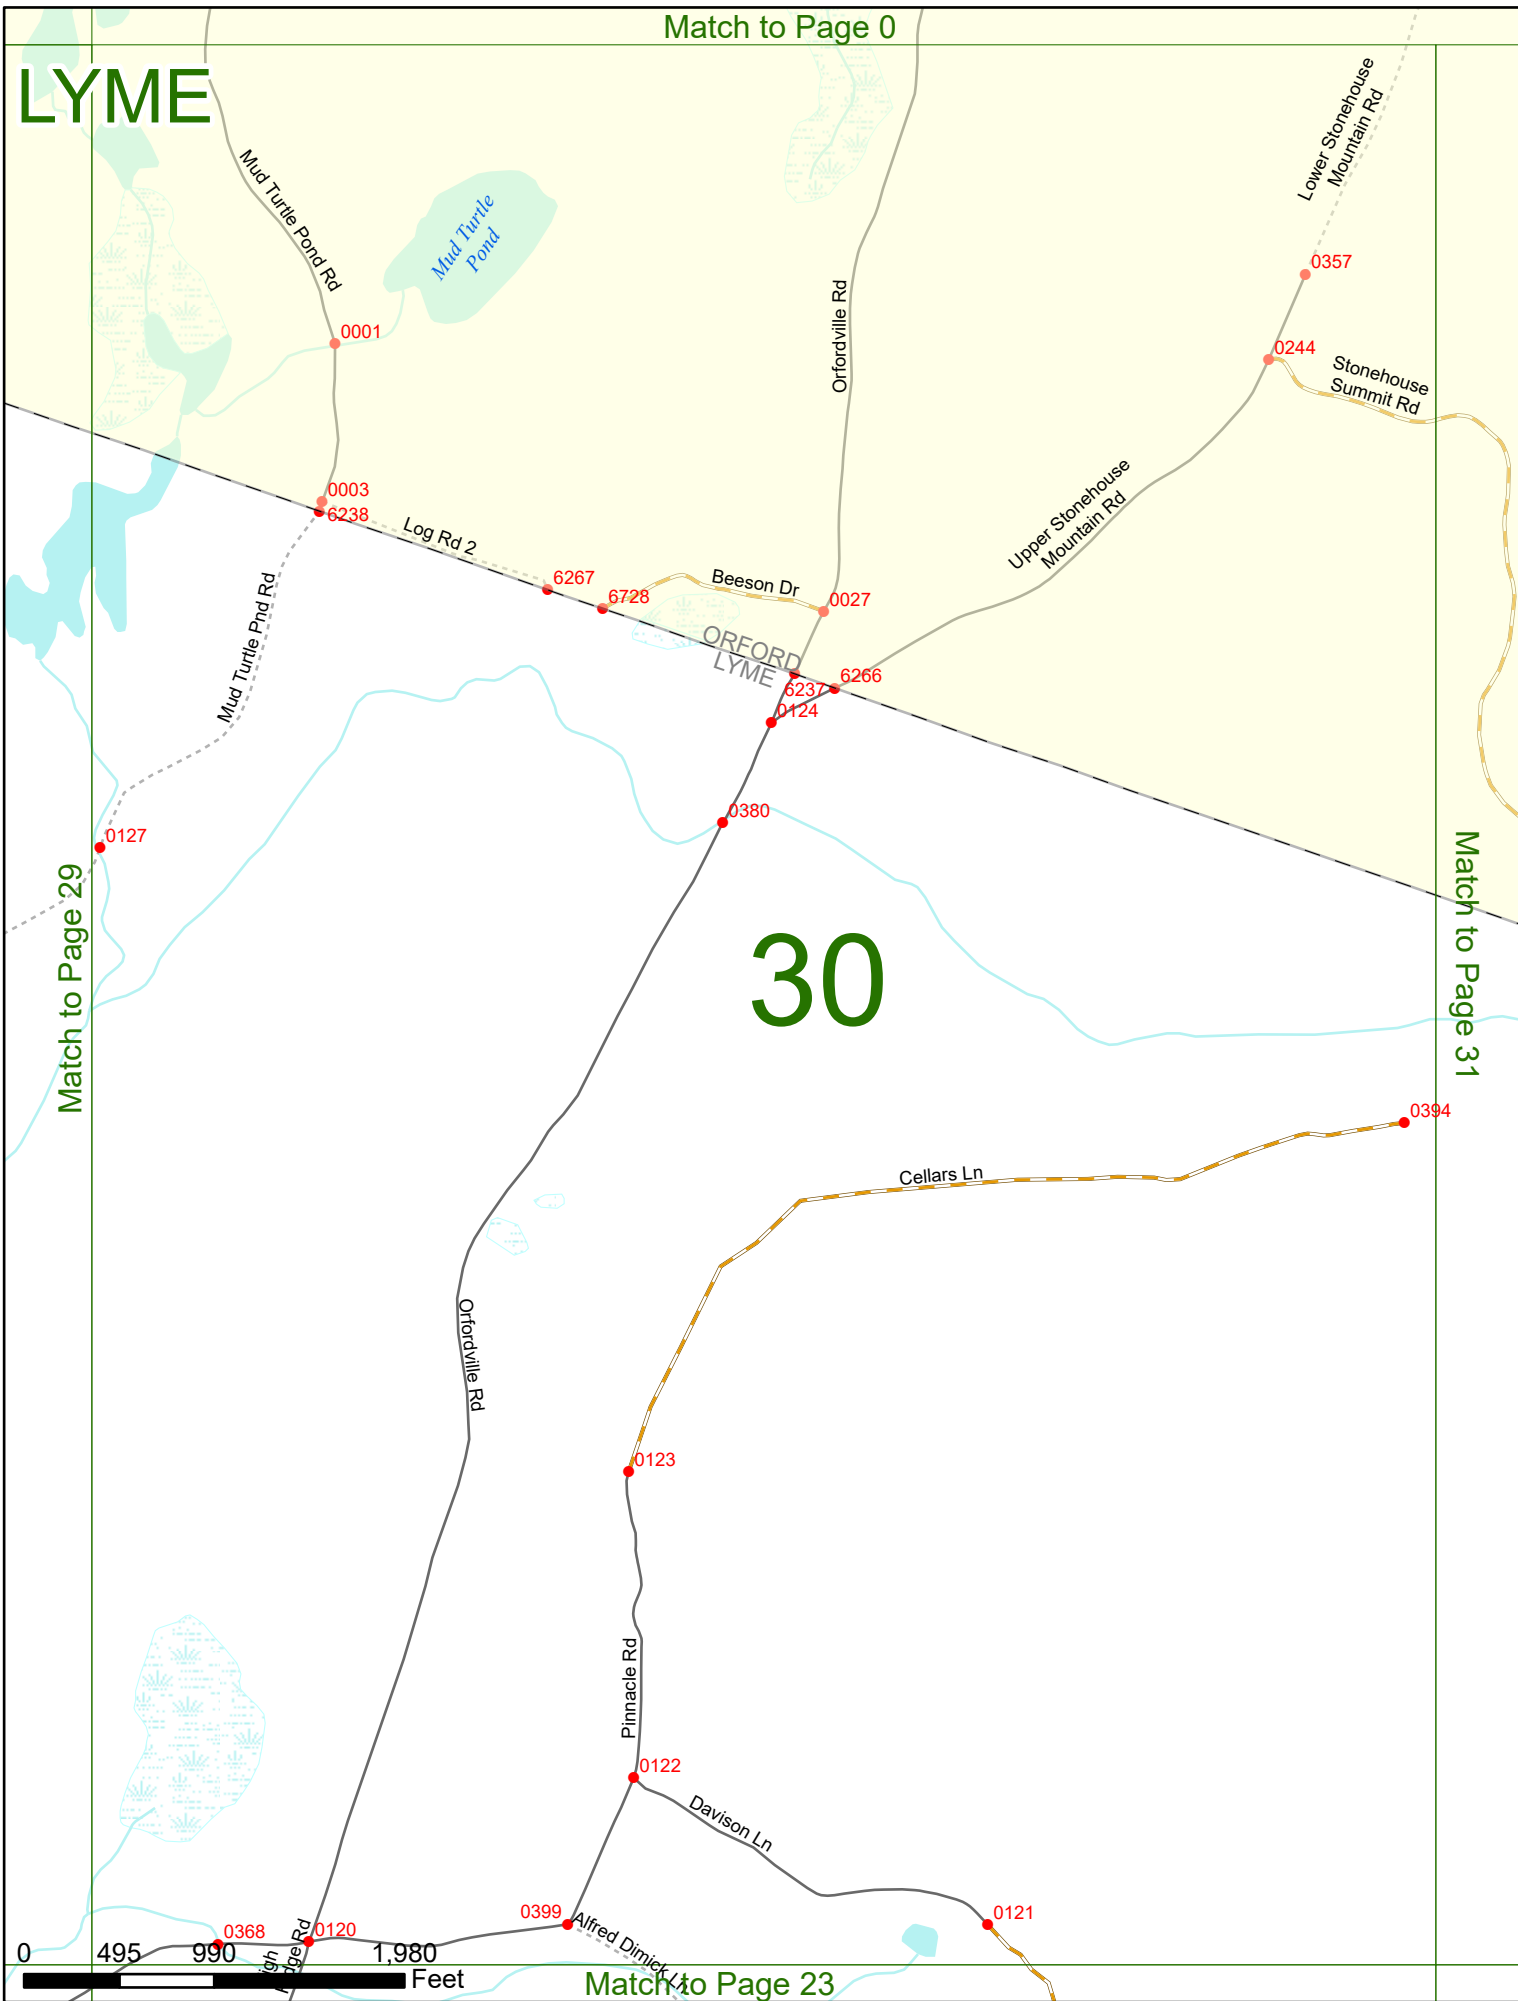 Match to Page 0
LYME
Lower Stonehouse
Mountain Rd
Mud Turtle Pond Rd
Mud Turtle
Pond
0357
Orfordville Rd
0001
0244
Stonehouse
Summit Rd
Upper Stonehouse
Mountain Rd
0003
6238
Log Rd 2
6267
6728
Beeson Dr
0027
Mud Turtle Pnd Rd
ORFORD
LYME
6237
6266
0124
0380
0127
Match to Page 29
30
Match to Page 31
0394
Cellars Ln
Orfordville Rd
0123
Pinnacle Rd
0122
Davison Ln
0399
Alfred Dimick Ln
0121
0368
0120
0
495
990
1,980
Feet
Match to Page 23